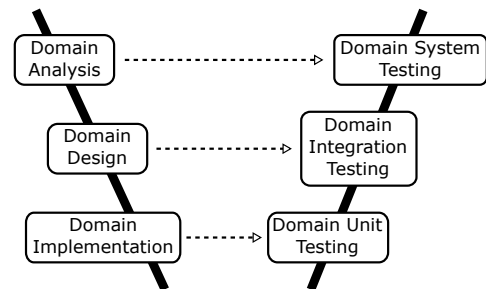 Domain
Analysis
Domain System
Testing
Domain
Design
Domain
Integration
Testing
Domain
Implementation
Domain Unit
Testing